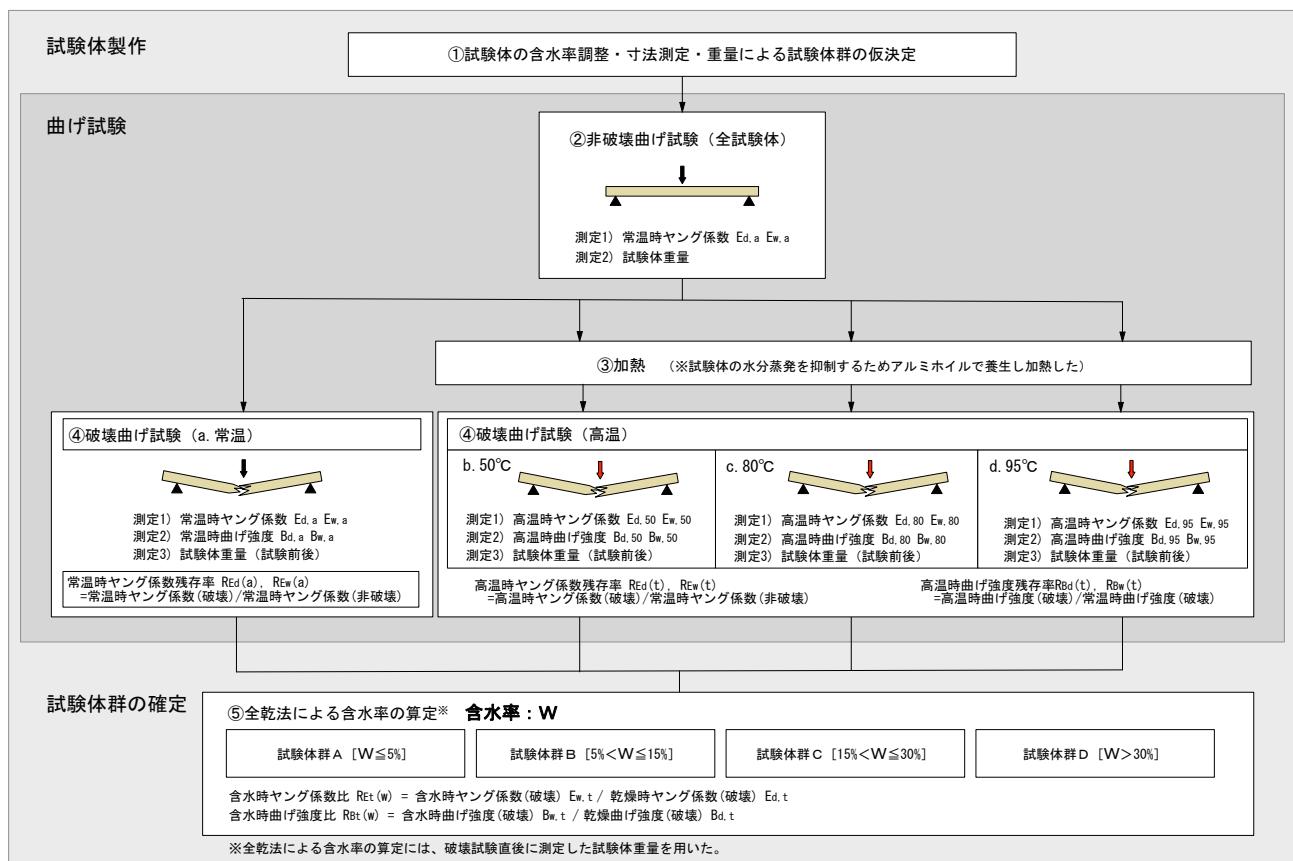 試験体製作
①試験体の含水率調整・寸法測定・重量による試験体群の仮決定
曲げ試験
②非破壊曲げ試験（全試験体）
測定1) 常温時ヤング係数 Ed,a Ew,a
測定2) 試験体重量
③加熱　（※試験体の水分蒸発を抑制するためアルミホイルで養生し加熱した）
④破壊曲げ試験（a.常温）
測定1) 常温時ヤング係数 Ed,a Ew,a
測定2) 常温時曲げ強度 Bd,a Bw,a
測定3) 試験体重量（試験前後）
常温時ヤング係数残存率 REd(a), REw(a)
=常温時ヤング係数(破壊)/常温時ヤング係数(非破壊)
④破壊曲げ試験（高温）
b.50℃
測定1) 高温時ヤング係数 Ed,50 Ew,50
測定2) 高温時曲げ強度 Bd,50 Bw,50
測定3) 試験体重量（試験前後）
c.80℃
測定1) 高温時ヤング係数 Ed,80 Ew,80
測定2) 高温時曲げ強度 Bd,80 Bw,80
測定3) 試験体重量（試験前後）
d.95℃
測定1) 高温時ヤング係数 Ed,95 Ew,95
測定2) 高温時曲げ強度 Bd,95 Bw,95
測定3) 試験体重量（試験前後）
高温時ヤング係数残存率 REd(t), REw(t)
=高温時ヤング係数(破壊)/常温時ヤング係数(非破壊)
高温時曲げ強度残存率RBd(t), RBw(t)
=高温時曲げ強度(破壊)/常温時曲げ強度(破壊)
試験体群の確定
⑤全乾法による含水率の算定※　含水率：W
試験体群A [W≦5%]
試験体群B [5%<W≦15%]
試験体群C [15%<W≦30%]
試験体群D [W>30%]
含水時ヤング係数比 REt(w) = 含水時ヤング係数(破壊) Ew,t / 乾燥時ヤング係数(破壊) Ed,t
含水時曲げ強度比 RBt(w) = 含水時曲げ強度(破壊) Bw,t / 乾燥曲げ強度(破壊) Bd,t
※全乾法による含水率の算定には、破壊試験直後に測定した試験体重量を用いた。